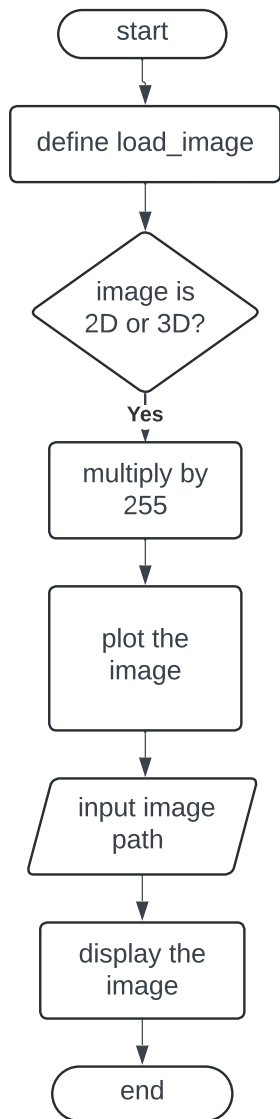 start
define load_image
image is
2D or 3D?
Yes
multiply by
255
plot the
image
input image
path
display the
image
end